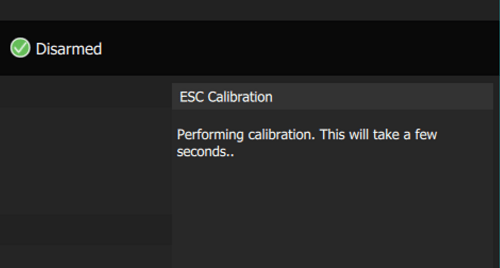 Disarmed
ESC Calibration
Performing calibration. This will take a few
seconds..